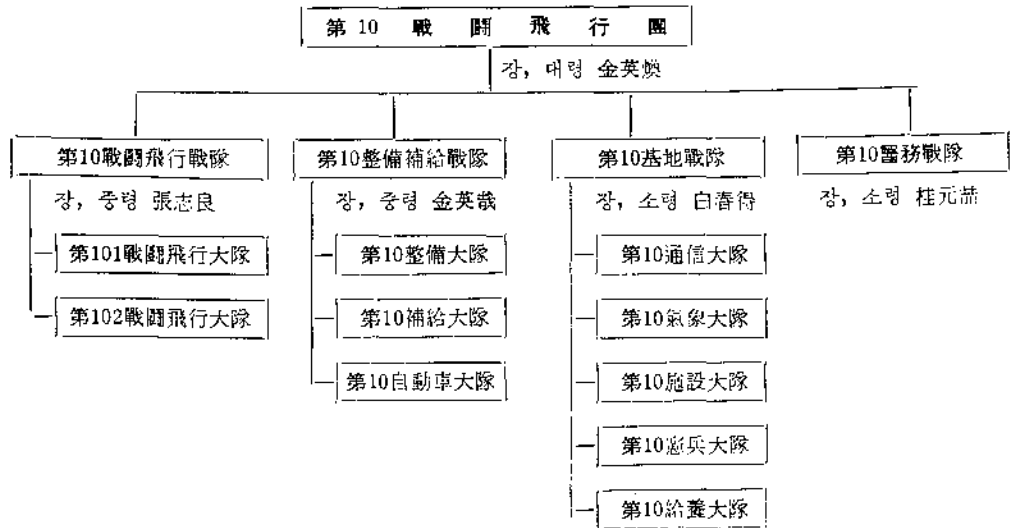 第 10 戰 鬪 飛 行 團
장, 대령 金英煥
第10戰鬪飛行戰隊
장, 중령 張志良
第101戰鬪飛行大隊
第102戰鬪飛行大隊
第10整備補給戰隊
장, 중령 金英哉
第10整備大隊
第10補給大隊
第10自動車大隊
第10基地戰隊
장, 소령 白春得
第10通信大隊
第10氣象大隊
第10施設大隊
第10憲兵大隊
第10給養大隊
第10醫務戰隊
장, 소령 桂元喆